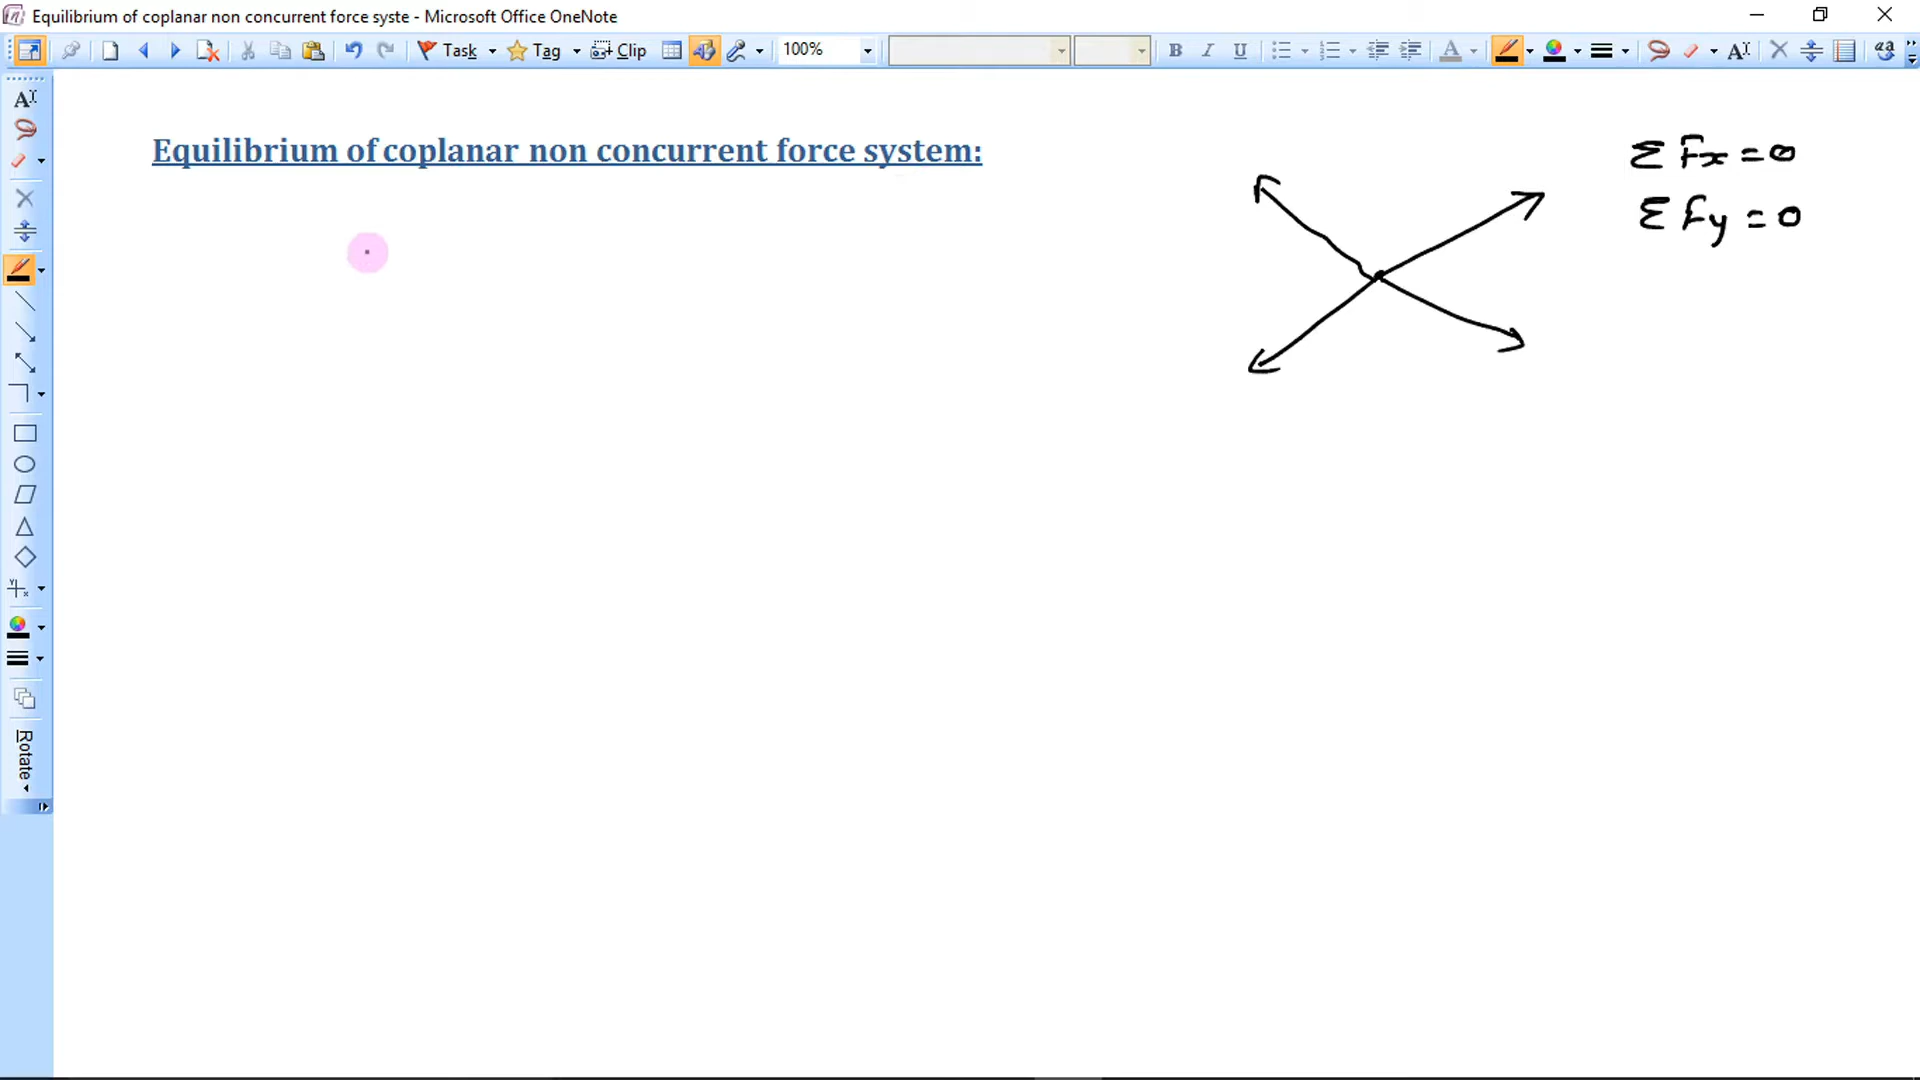 Equilibrium of coplanar non concurrent force syste - Microsoft Office OneNote
Task Tag Clip 100% B I U A
Equilibrium of coplanar non concurrent force system:
Σ Fx = 0
Σ Fy = 0
Rotate